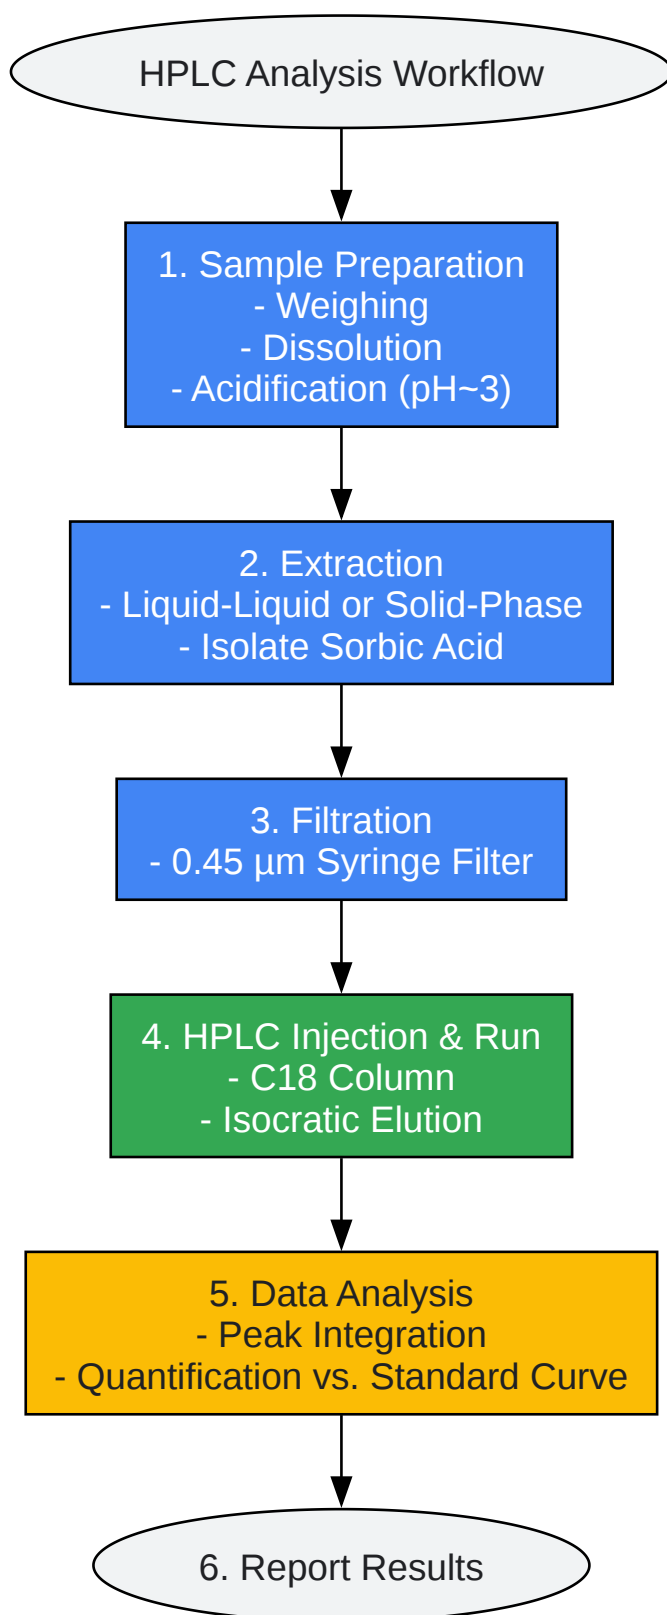 HPLC Analysis Workflow
1. Sample Preparation
- Weighing
- Dissolution
- Acidification (pH~3)
2. Extraction
- Liquid-Liquid or Solid-Phase
- Isolate Sorbic Acid
3. Filtration
- 0.45 µm Syringe Filter
4. HPLC Injection & Run
- C18 Column
- Isocratic Elution
5. Data Analysis
- Peak Integration
- Quantification vs. Standard Curve
6. Report Results